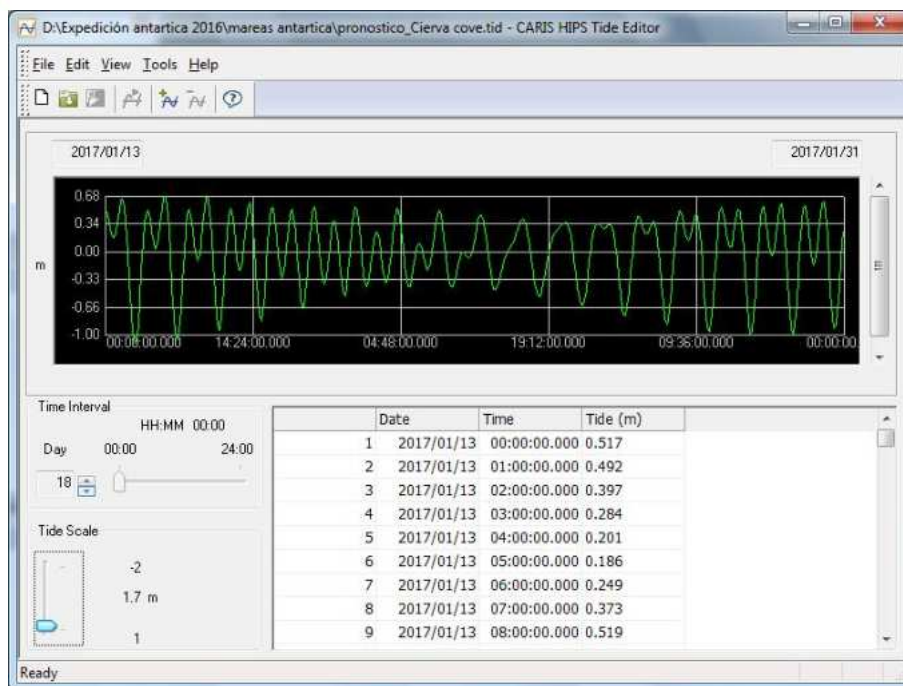 D:\Expedición antartica 2016\mareas antartica\pronostico_Cierva cove.tid - CARIS HIPS Tide Editor
File Edit View Tools Help
2017/01/13 2017/01/31
0.68
0.34
0.00
m
-0.33
-0.66
-1.00
00:00:00.000 14:24:00.000 04:48:00.000 19:12:00.000 09:36:00.000 00:00:00.
Time Interval
HH:MM 00:00
Day 00:00 24:00
18
Tide Scale
-2
1.7 m
1
Date Time Tide (m)
1 2017/01/13 00:00:00.000 0.517
2 2017/01/13 01:00:00.000 0.492
3 2017/01/13 02:00:00.000 0.397
4 2017/01/13 03:00:00.000 0.284
5 2017/01/13 04:00:00.000 0.201
6 2017/01/13 05:00:00.000 0.186
7 2017/01/13 06:00:00.000 0.249
8 2017/01/13 07:00:00.000 0.373
9 2017/01/13 08:00:00.000 0.519
Ready